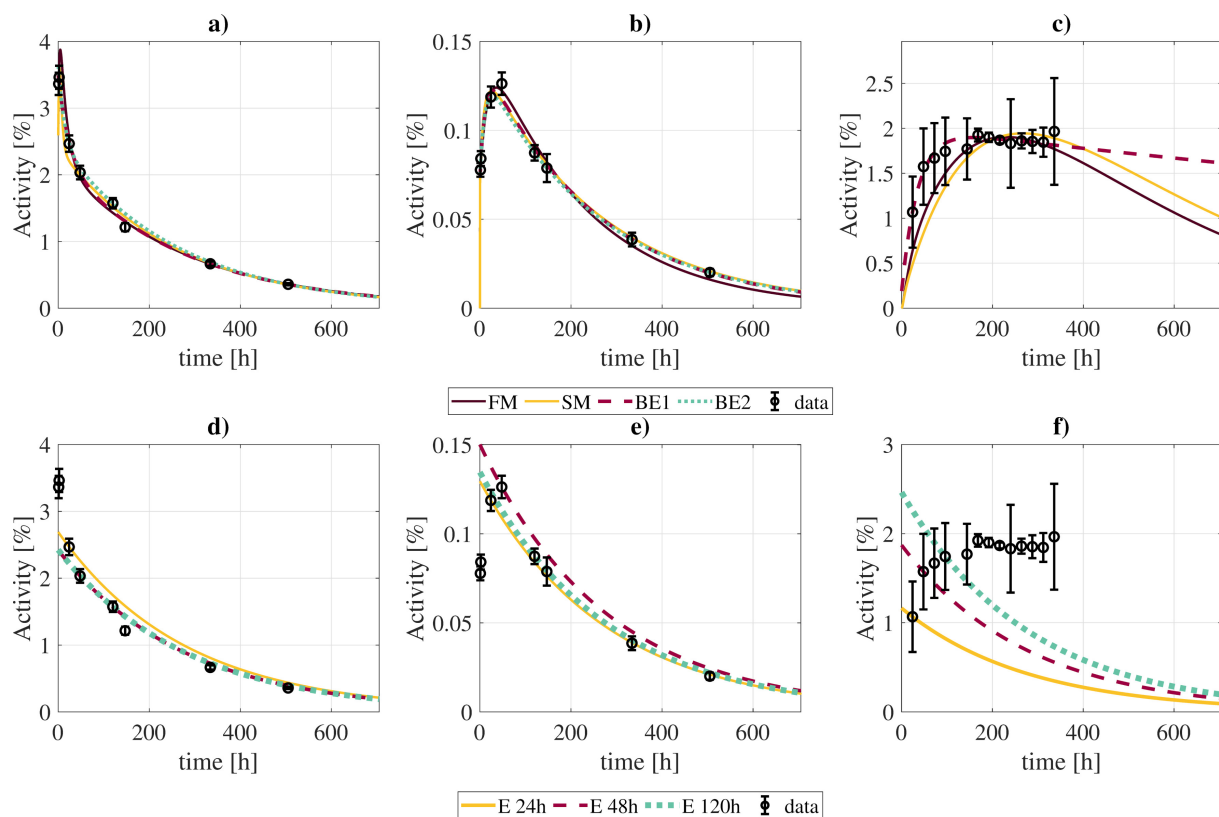 a)
b)
c)
4
3
2
1
0
Activity [%]
0
200
400
600
time [h]
0.15
0.1
0.05
0
Activity [%]
0
200
400
600
time [h]
2.5
2
1.5
1
0.5
0
Activity [%]
0
200
400
600
time [h]
FM SM BE1 BE2 data
d)
e)
f)
4
3
2
1
0
Activity [%]
0
200
400
600
time [h]
0.15
0.1
0.05
0
Activity [%]
0
200
400
600
time [h]
3
2
1
0
Activity [%]
0
200
400
600
time [h]
E 24h E 48h E 120h data